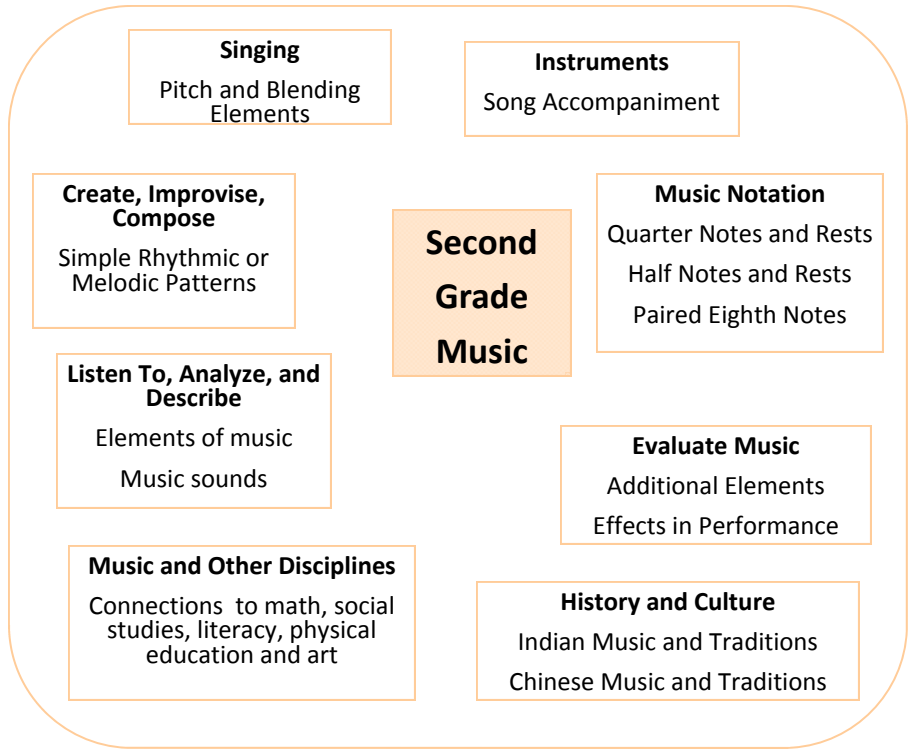 Singing
Pitch and Blending
Elements
Instruments
Song Accompaniment
Create, Improvise,
Compose
Simple Rhythmic or
Melodic Patterns
Second
Grade
Music
Music Notation
Quarter Notes and Rests
Half Notes and Rests
Paired Eighth Notes
Listen To, Analyze, and
Describe
Elements of music
Music sounds
Evaluate Music
Additional Elements
Effects in Performance
Music and Other Disciplines
Connections to math, social
studies, literacy, physical
education and art
History and Culture
Indian Music and Traditions
Chinese Music and Traditions